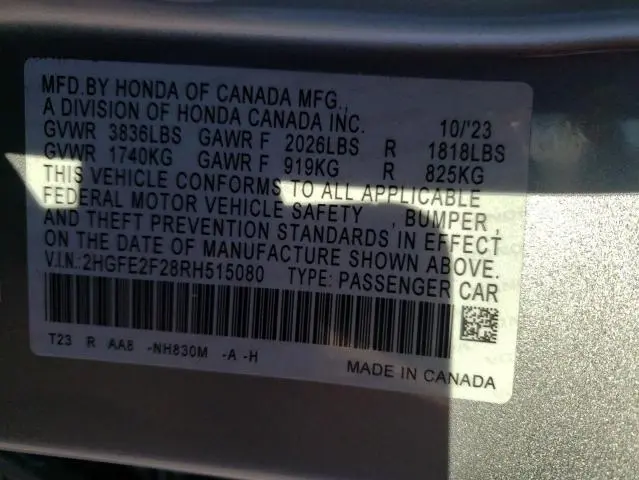 MFD.BY HONDA OF CANADA MFG.,
A DIVISION OF HONDA CANADA INC. 10/'23
GVWR 3836LBS GAWR F 2026LBS R 1818LBS
GVWR 1740KG GAWR F 919KG R 825KG
THIS VEHICLE CONFORMS TO ALL APPLICABLE
FEDERAL MOTOR VEHICLE SAFETY , BUMPER ,
AND THEFT PREVENTION STANDARDS IN EFFECT
ON THE DATE OF MANUFACTURE SHOWN ABOVE.
V.I.N.:2HGFE2F28RH515080 TYPE: PASSENGER CAR
T23 R AA8 -NH830M -A -H
MADE IN CANADA